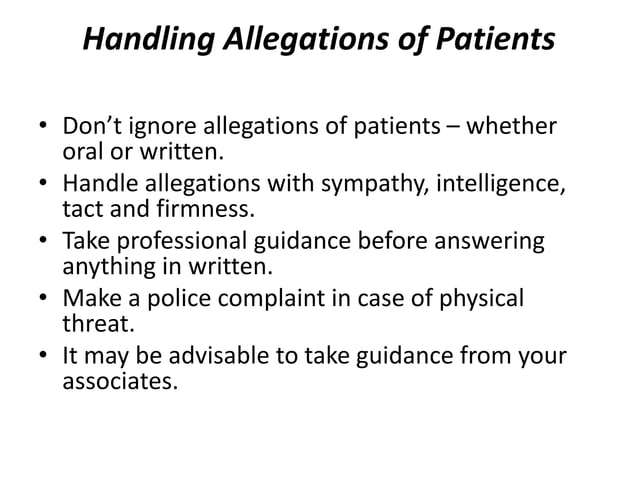 Handling Allegations of Patients
• Don’t ignore allegations of patients – whether
oral or written.
• Handle allegations with sympathy, intelligence,
tact and firmness.
• Take professional guidance before answering
anything in written.
• Make a police complaint in case of physical
threat.
• It may be advisable to take guidance from your
associates.